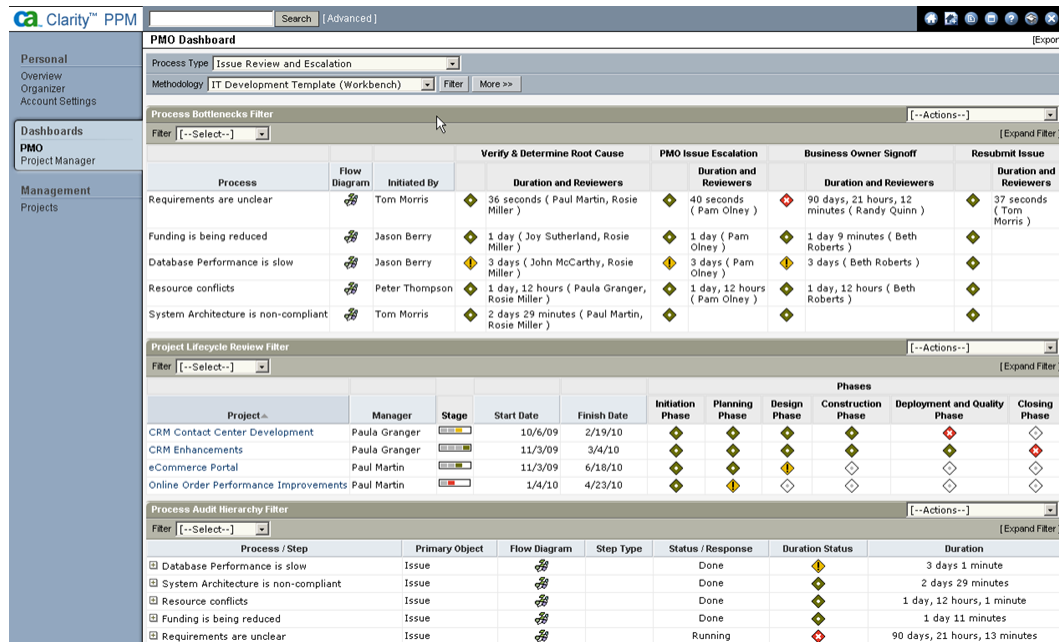 ca Clarity™ PPM Search [Advanced]
PMO Dashboard [Expor
Personal
Overview
Organizer
Account Settings
Dashboards
PMO
Project Manager
Management
Projects
Process Type Issue Review and Escalation
Methodology IT Development Template (Workbench) Filter More >>
Process Bottlenecks Filter [--Actions--]
Filter [--Select--] [Expand Filter]
Verify & Determine Root Cause PMO Issue Escalation Business Owner Signoff Resubmit Issue
Process Flow Diagram Initiated By Duration and Reviewers Duration and Reviewers Duration and Reviewers Duration and Reviewers
Requirements are unclear Tom Morris 36 seconds ( Paul Martin, Rosie Miller ) 40 seconds ( Pam Olney ) 90 days, 21 hours, 12 minutes ( Randy Quinn ) 37 seconds ( Tom Morris )
Funding is being reduced Jason Berry 1 day ( Joy Sutherland, Rosie Miller ) 1 day ( Pam Olney ) 1 day 9 minutes ( Beth Roberts )
Database Performance is slow Jason Berry 3 days ( John McCarthy, Rosie Miller ) 3 days ( Pam Olney ) 3 days ( Beth Roberts )
Resource conflicts Peter Thompson 1 day, 12 hours ( Paula Granger, Rosie Miller ) 1 day, 12 hours ( Pam Olney ) 1 day, 12 hours ( Beth Roberts )
System Architecture is non-compliant Tom Morris 2 days 29 minutes ( Paul Martin, Rosie Miller )
Project Lifecycle Review Filter [--Actions--]
Filter [--Select--] [Expand Filter]
Phases
Project Manager Stage Start Date Finish Date Initiation Phase Planning Phase Design Phase Construction Phase Deployment and Quality Phase Closing Phase
CRM Contact Center Development Paula Granger 10/6/09 2/19/10
CRM Enhancements Paula Granger 11/3/09 3/4/10
eCommerce Portal Paul Martin 11/3/09 6/18/10
Online Order Performance Improvements Paul Martin 1/4/10 4/23/10
Process Audit Hierarchy Filter [--Actions--]
Filter [--Select--] [Expand Filter]
Process / Step Primary Object Flow Diagram Step Type Status / Response Duration Status Duration
Database Performance is slow Issue Done 3 days 1 minute
System Architecture is non-compliant Issue Done 2 days 29 minutes
Resource conflicts Issue Done 1 day, 12 hours, 1 minute
Funding is being reduced Issue Done 1 day 11 minutes
Requirements are unclear Issue Running 90 days, 21 hours, 13 minutes